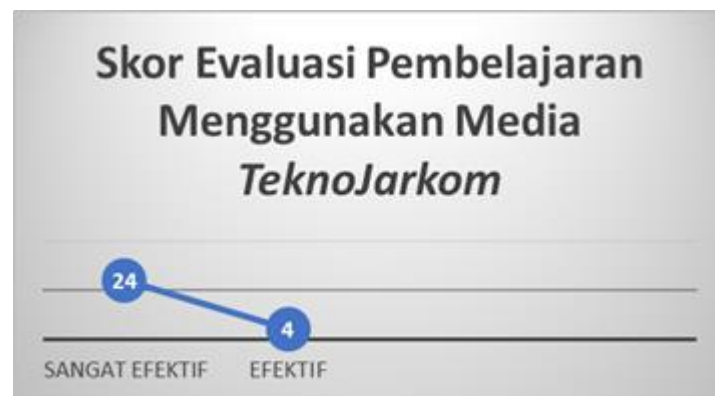 Skor Evaluasi Pembelajaran
Menggunakan Media
TeknoJarkom
24
4
SANGAT EFEKTIF EFEKTIF